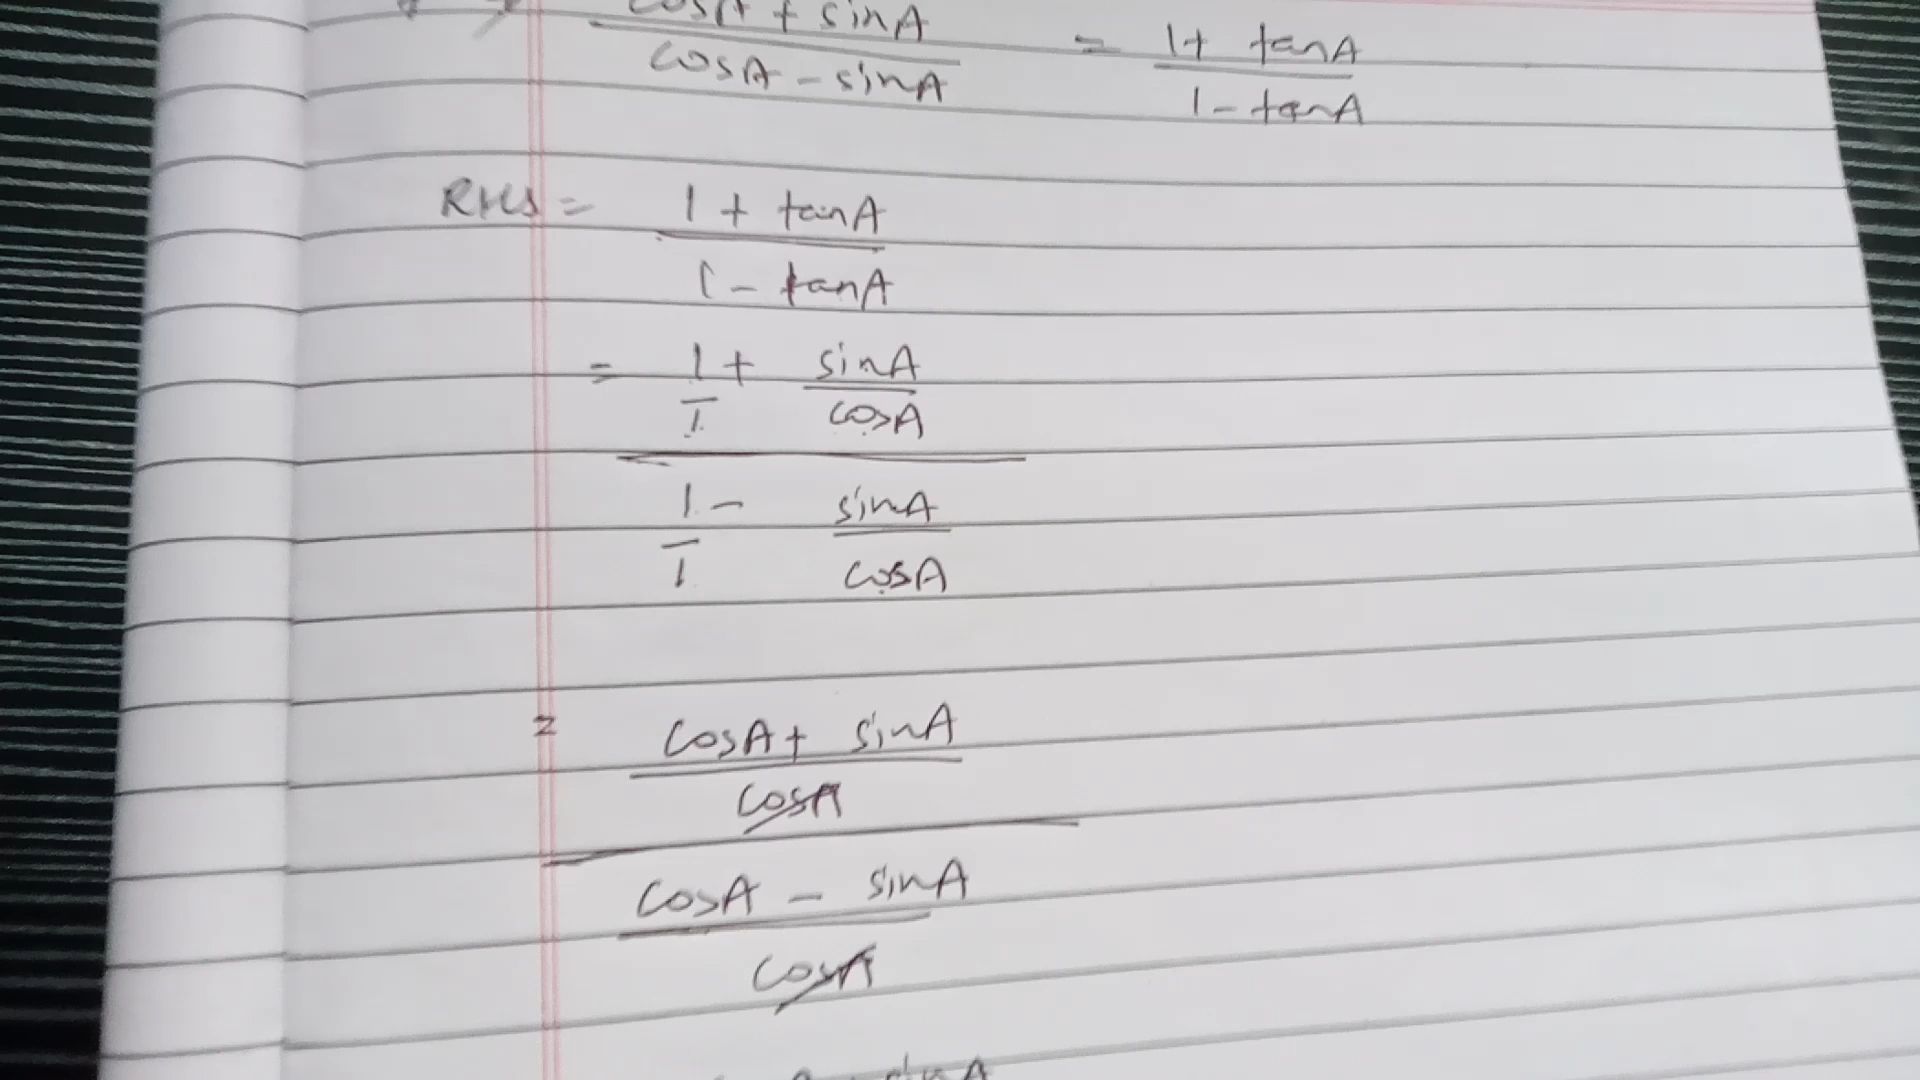 cosA + sinA = 1 + tanA
cosA - sinA 1 - tanA
RHS = 1 + tanA
1 - tanA
= 1 + sinA
1 cosA
1 - sinA
1 cosA
= cosA + sinA
cosA
cosA - sinA
cosA
sinA